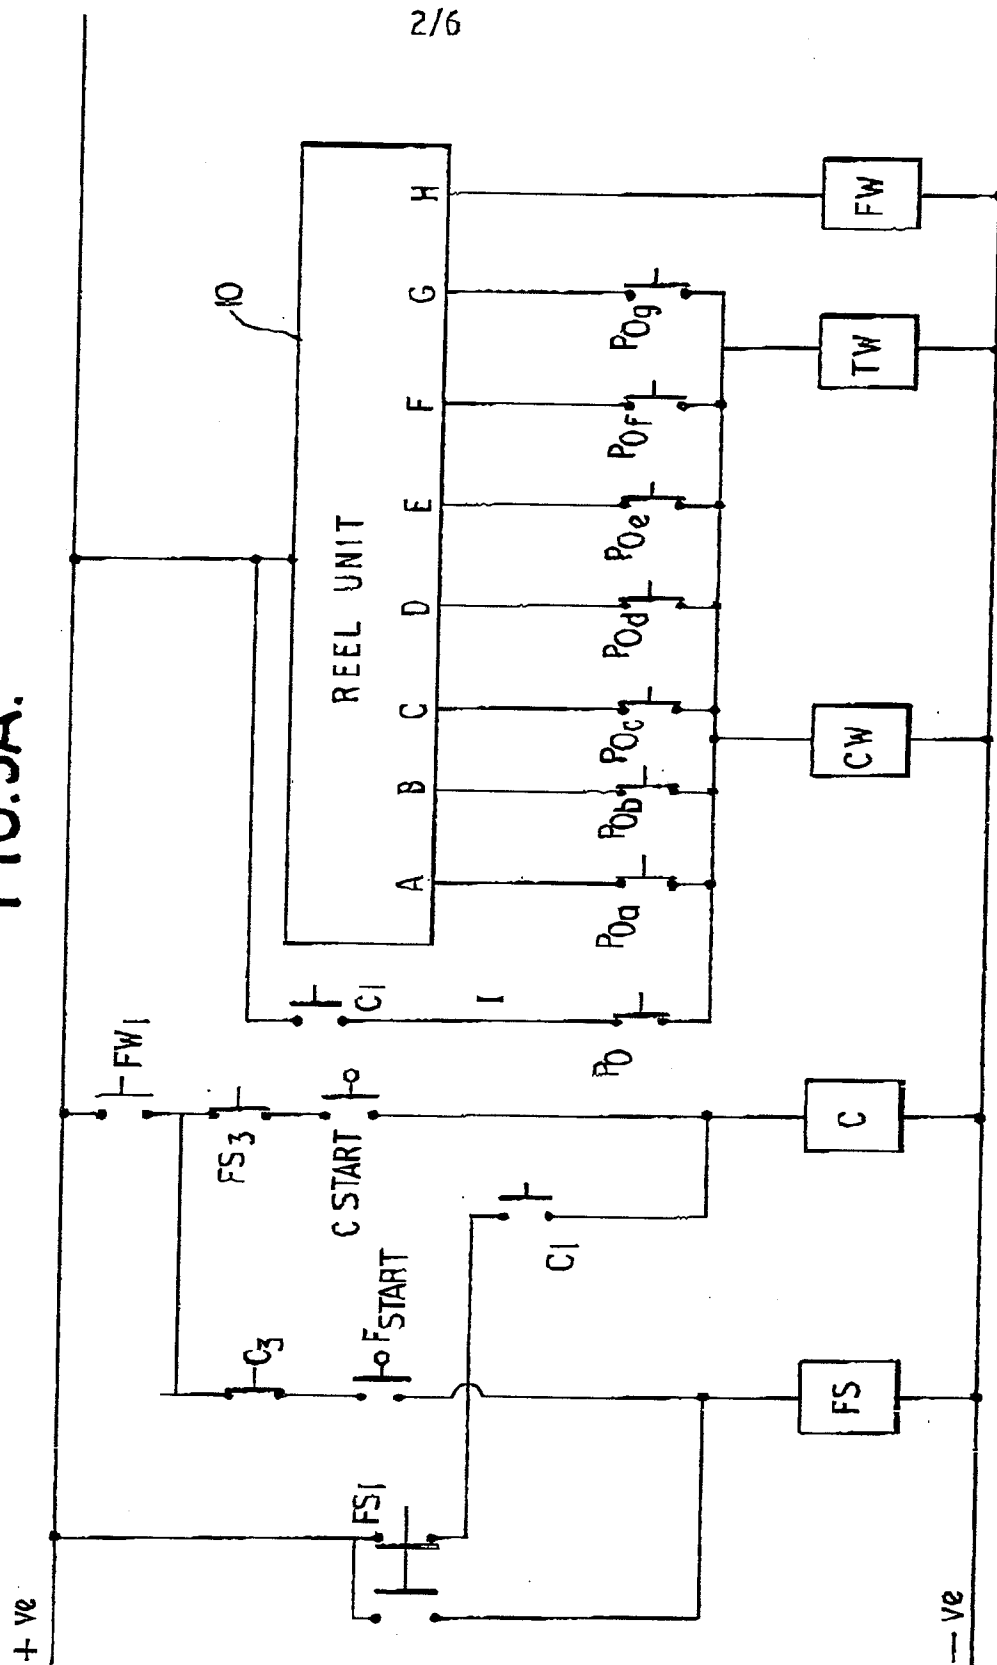 2/6
FIG. 3A.
+ ve
FS1
C3
FSTART
FW1
FS3
C START
C1
C1
I
10
REEL UNIT
A B C D E F G H
PO
POa
POb
POc
POd
POe
POf
POg
FS
C
CW
TW
FW
- ve